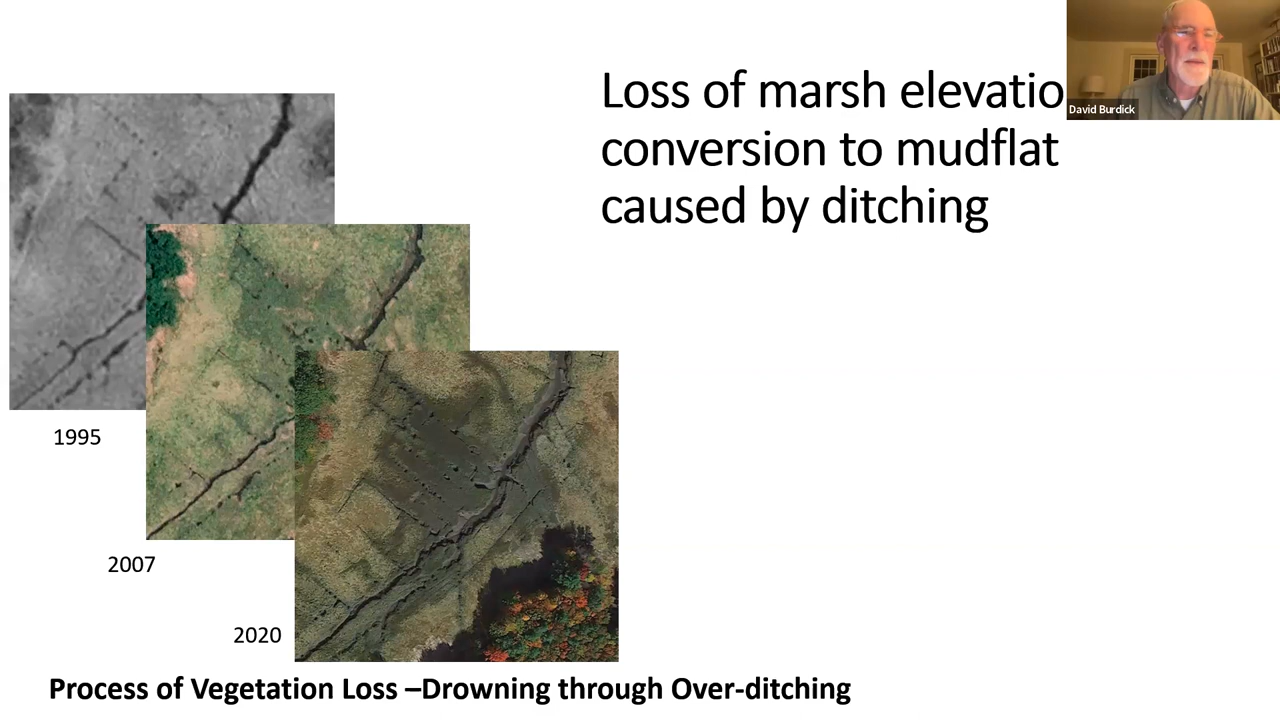 Loss of marsh elevatio
conversion to mudflat
caused by ditching
David Burdick
1995
2007
2020
Process of Vegetation Loss –Drowning through Over-ditching